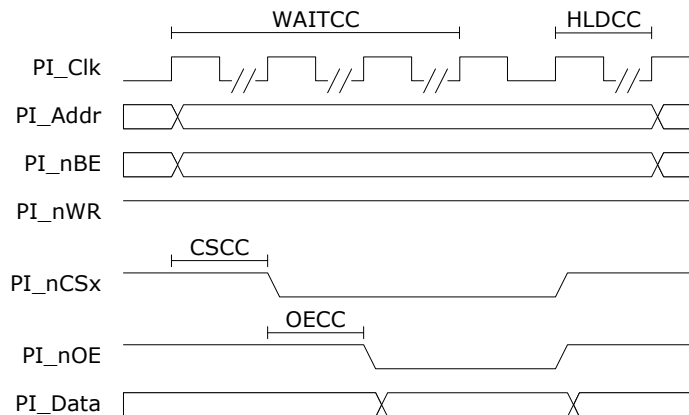 WAITCC HLDCC
PI_Clk
PI_Addr
PI_nBE
PI_nWR
CSCC
PI_nCSx
OECC
PI_nOE
PI_Data